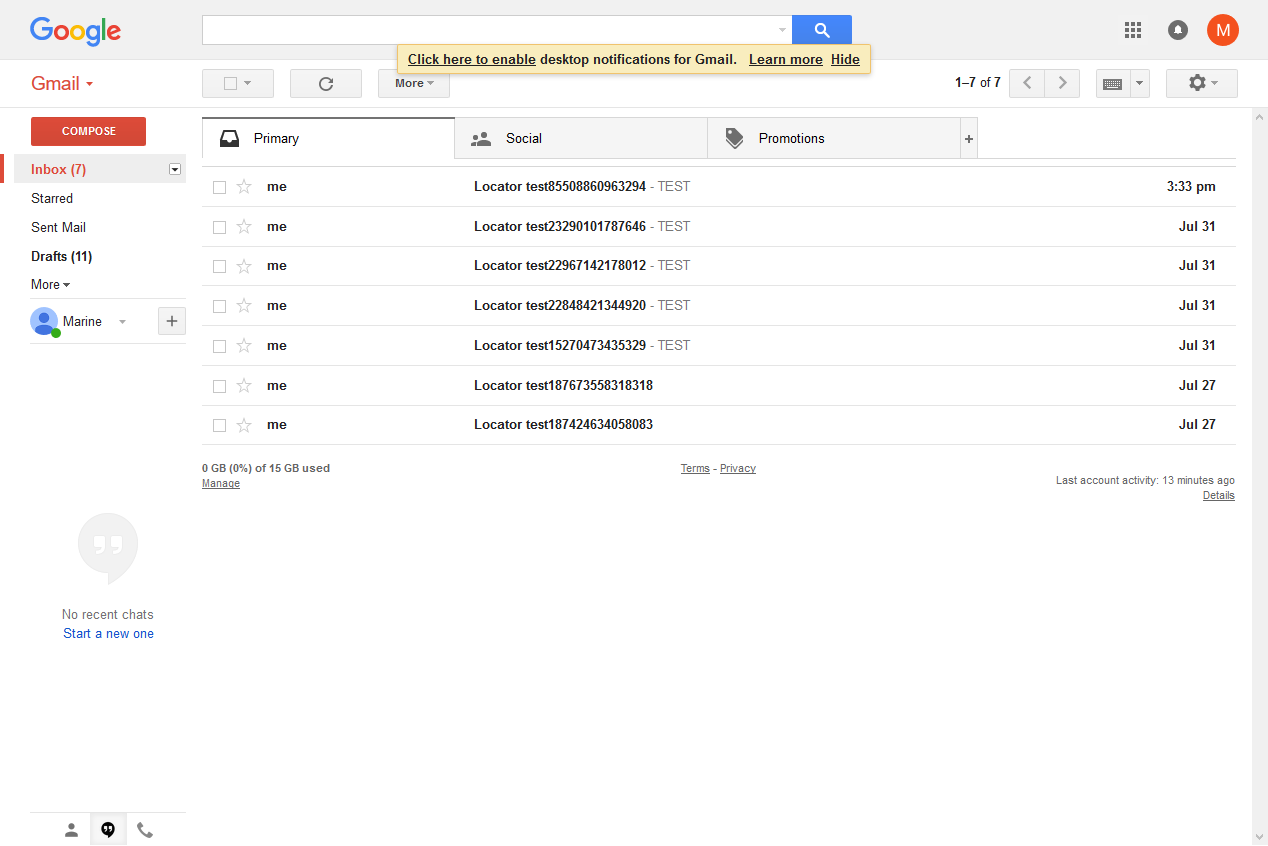 Google
M
Click here to enable desktop notifications for Gmail. Learn more Hide
Gmail
More
1–7 of 7
COMPOSE
Primary
Social
Promotions
+
Inbox (7)
Starred
Sent Mail
Drafts (11)
More
Marine
+
me Locator test85508860963294 - TEST 3:33 pm
me Locator test23290101787646 - TEST Jul 31
me Locator test22967142178012 - TEST Jul 31
me Locator test22848421344920 - TEST Jul 31
me Locator test15270473435329 - TEST Jul 31
me Locator test187673558318318 Jul 27
me Locator test187424634058083 Jul 27
0 GB (0%) of 15 GB used
Manage
Terms - Privacy
Last account activity: 13 minutes ago
Details
No recent chats
Start a new one